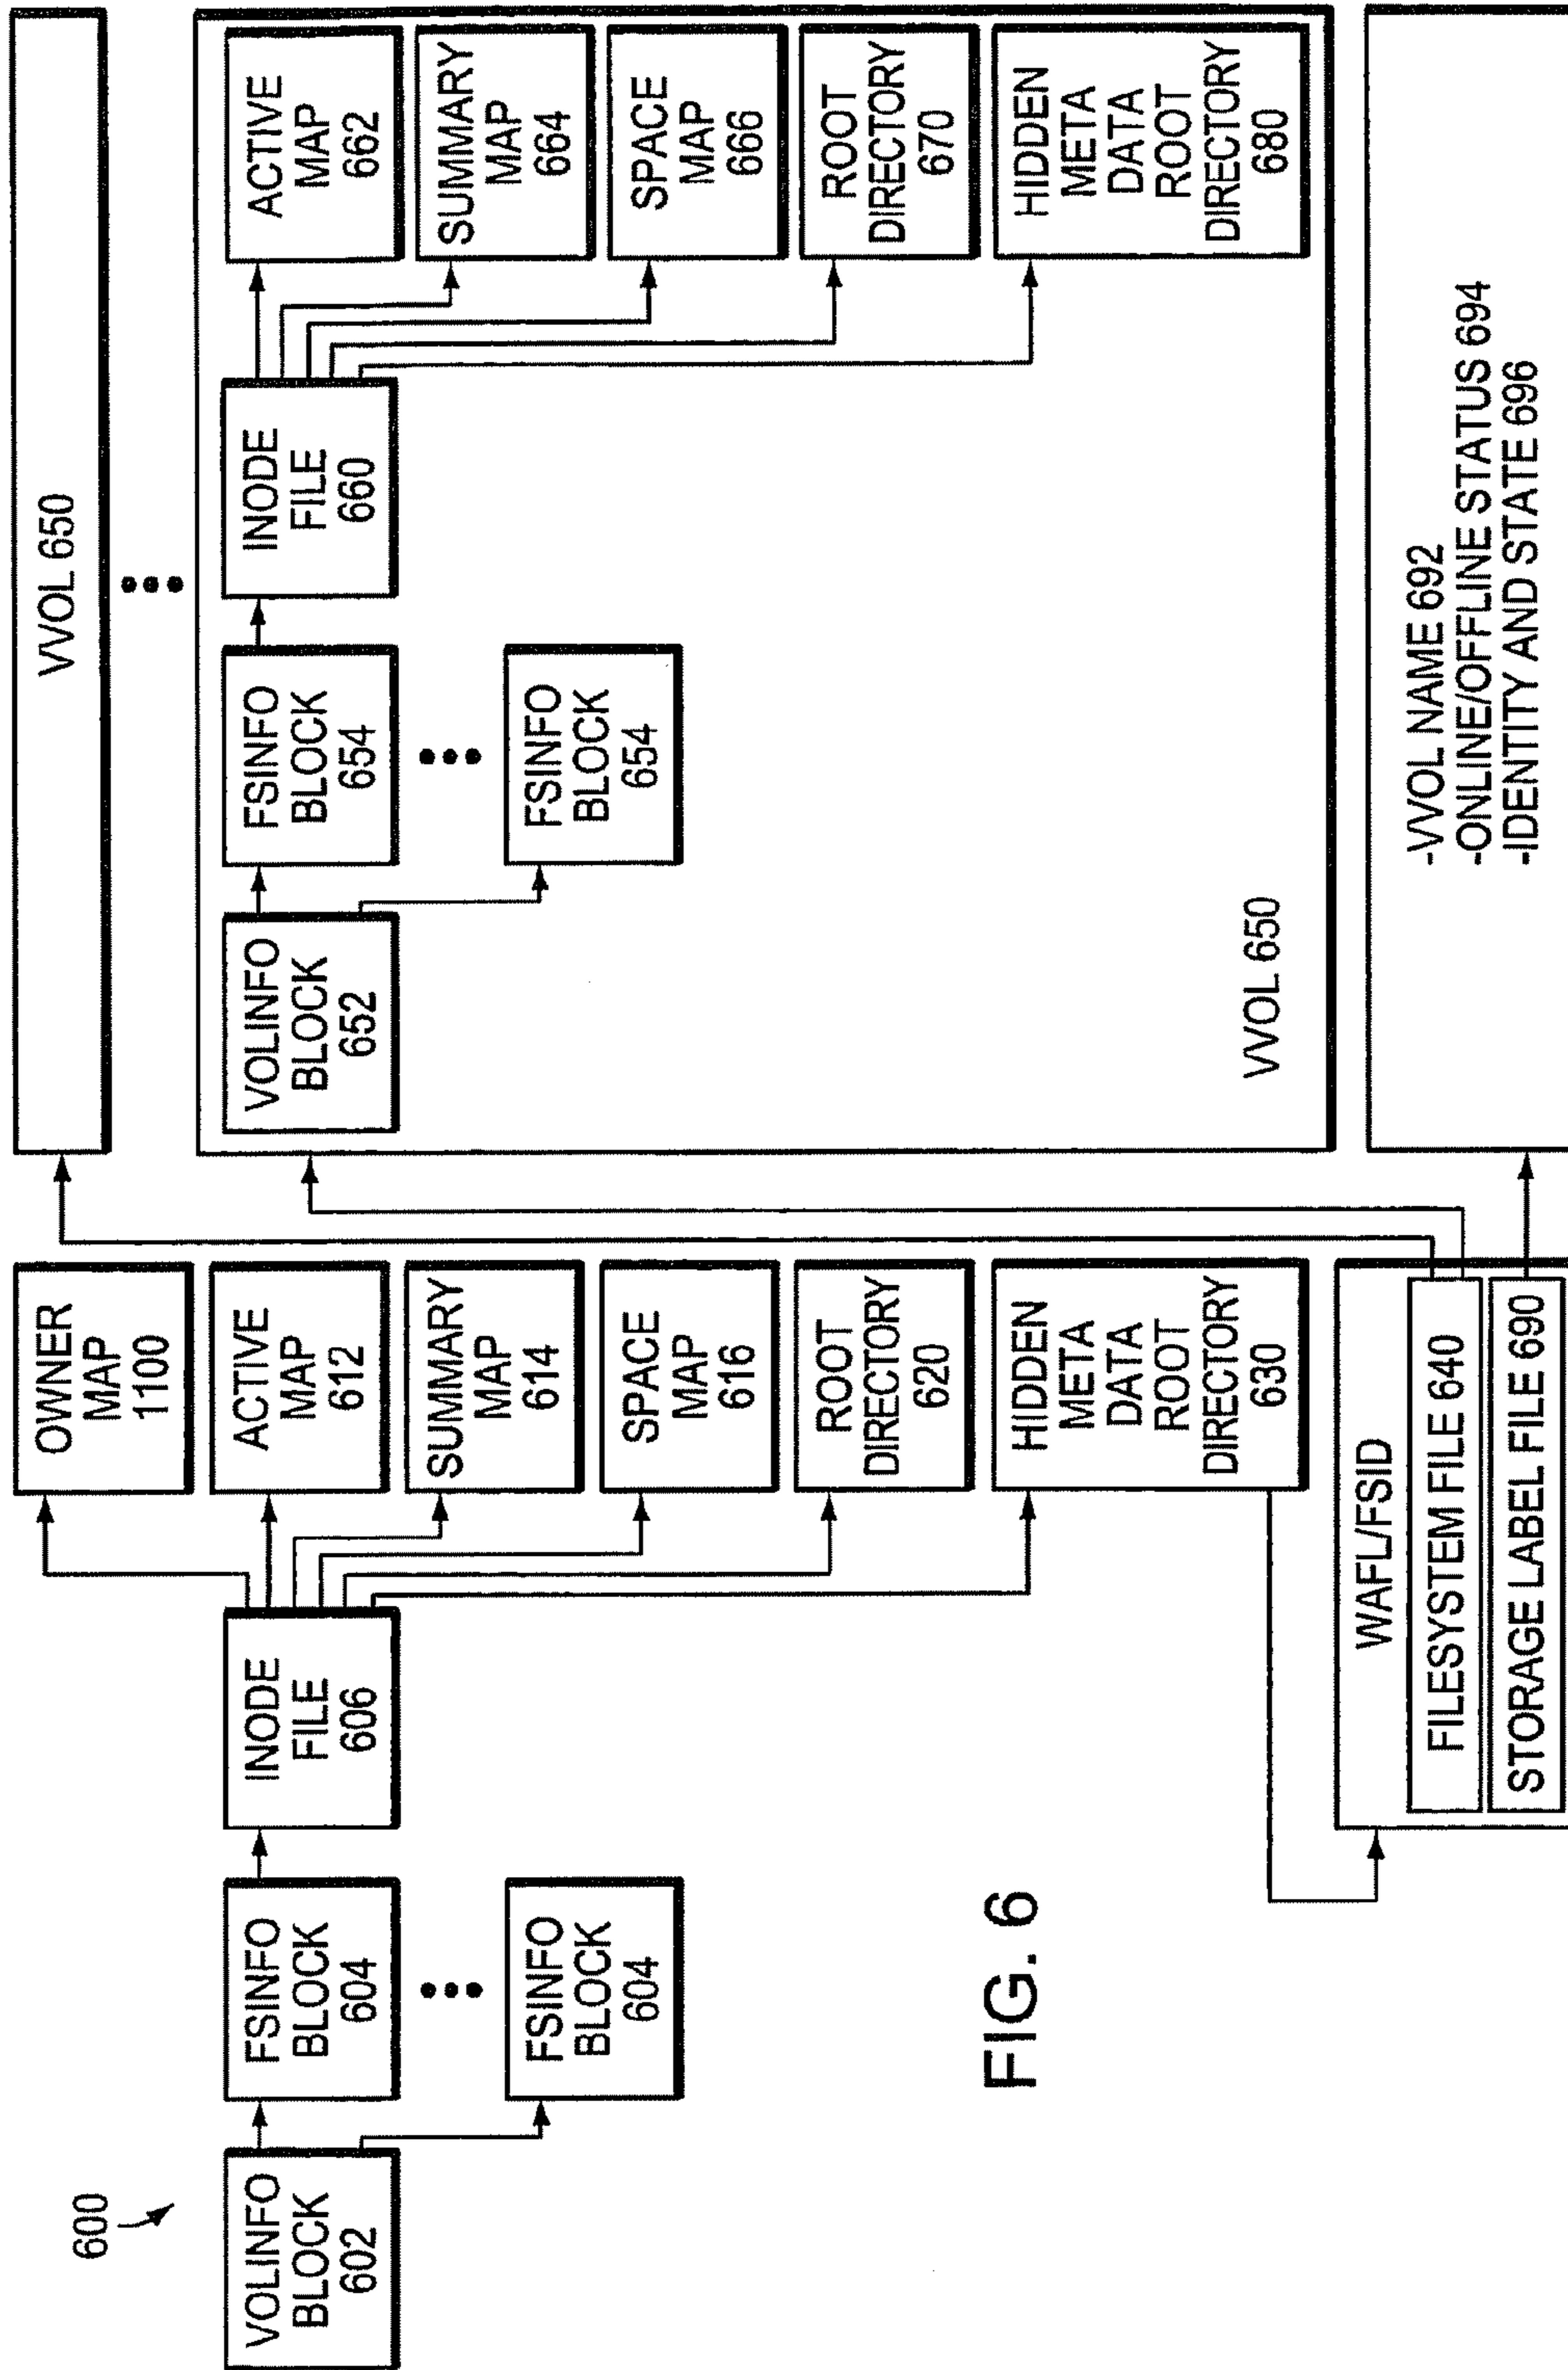 600
VOLINFO
BLOCK
602
FSINFO
BLOCK
604
FSINFO
BLOCK
604
INODE
FILE
606
OWNER
MAP
1100
ACTIVE
MAP
612
SUMMARY
MAP
614
SPACE
MAP
616
ROOT
DIRECTORY
620
HIDDEN
META
DATA
ROOT
DIRECTORY
630
WAFL/FSID
FILESYSTEM FILE 640
STORAGE LABEL FILE 690
VVOL 650
VOLINFO
BLOCK
652
FSINFO
BLOCK
654
FSINFO
BLOCK
654
INODE
FILE
660
ACTIVE
MAP
662
SUMMARY
MAP
664
SPACE
MAP
666
ROOT
DIRECTORY
670
HIDDEN
META
DATA
ROOT
DIRECTORY
680
VVOL 650
-VVOL NAME 692
-ONLINE/OFFLINE STATUS 694
-IDENTITY AND STATE 696
FIG. 6